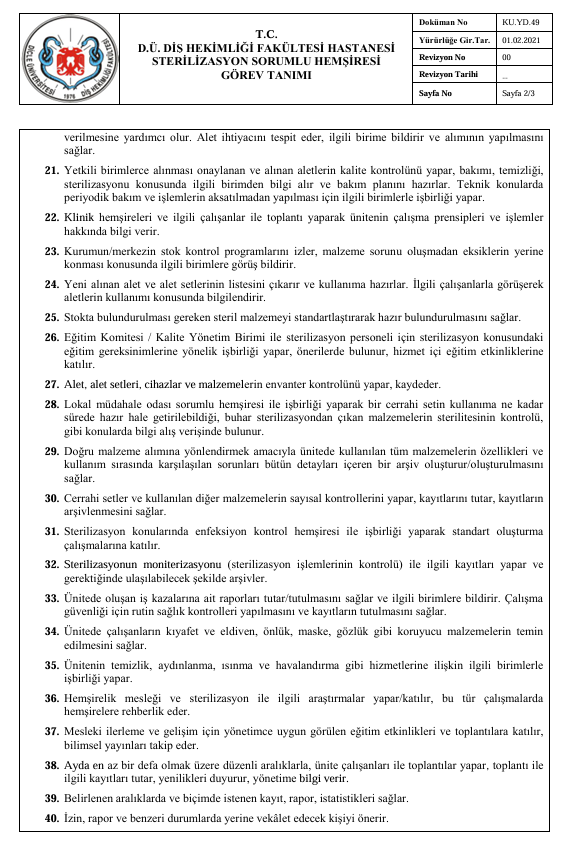 DİCLE ÜNİVERSİTESİ
DİŞ HEKİMLİĞİ FAKÜLTESİ
1976
T.C.
D.Ü. DİŞ HEKİMLİĞİ FAKÜLTESİ HASTANESİ
STERİLİZASYON SORUMLU HEMŞİRESİ
GÖREV TANIMI
Doküman No KU.YD.49
Yürürlüğe Gir.Tar. 01.02.2021
Revizyon No 00
Revizyon Tarihi ...
Sayfa No Sayfa 2/3
verilmesine yardımcı olur. Alet ihtiyacını tespit eder, ilgili birime bildirir ve alımının yapılmasını
sağlar.
21. Yetkili birimlerce alınması onaylanan ve alınan aletlerin kalite kontrolünü yapar, bakımı, temizliği,
sterilizasyonu konusunda ilgili birimden bilgi alır ve bakım planını hazırlar. Teknik konularda
periyodik bakım ve işlemlerin aksatılmadan yapılması için ilgili birimlerle işbirliği yapar.
22. Klinik hemşireleri ve ilgili çalışanlar ile toplantı yaparak ünitenin çalışma prensipleri ve işlemler
hakkında bilgi verir.
23. Kurumun/merkezin stok kontrol programlarını izler, malzeme sorunu oluşmadan eksiklerin yerine
konması konusunda ilgili birimlere görüş bildirir.
24. Yeni alınan alet ve alet setlerinin listesini çıkarır ve kullanıma hazırlar. İlgili çalışanlarla görüşerek
aletlerin kullanımı konusunda bilgilendirir.
25. Stokta bulundurulması gereken steril malzemeyi standartlaştırarak hazır bulundurulmasını sağlar.
26. Eğitim Komitesi / Kalite Yönetim Birimi ile sterilizasyon personeli için sterilizasyon konusundaki
eğitim gereksinimlerine yönelik işbirliği yapar, önerilerde bulunur, hizmet içi eğitim etkinliklerine
katılır.
27. Alet, alet setleri, cihazlar ve malzemelerin envanter kontrolünü yapar, kaydeder.
28. Lokal müdahale odası sorumlu hemşiresi ile işbirliği yaparak bir cerrahi setin kullanıma ne kadar
sürede hazır hale getirilebildiği, buhar sterilizasyondan çıkan malzemelerin sterilitesinin kontrolü,
gibi konularda bilgi alış verişinde bulunur.
29. Doğru malzeme alımına yönlendirmek amacıyla ünitede kullanılan tüm malzemelerin özellikleri ve
kullanım sırasında karşılaşılan sorunları bütün detayları içeren bir arşiv oluşturur/oluşturulmasını
sağlar.
30. Cerrahi setler ve kullanılan diğer malzemelerin sayısal kontrollerini yapar, kayıtlarını tutar, kayıtların
arşivlenmesini sağlar.
31. Sterilizasyon konularında enfeksiyon kontrol hemşiresi ile işbirliği yaparak standart oluşturma
çalışmalarına katılır.
32. Sterilizasyonun moniterizasyonu (sterilizasyon işlemlerinin kontrolü) ile ilgili kayıtları yapar ve
gerektiğinde ulaşılabilecek şekilde arşivler.
33. Ünitede oluşan iş kazalarına ait raporları tutar/tutulmasını sağlar ve ilgili birimlere bildirir. Çalışma
güvenliği için rutin sağlık kontrolleri yapılmasını ve kayıtların tutulmasını sağlar.
34. Ünitede çalışanların kıyafet ve eldiven, önlük, maske, gözlük gibi koruyucu malzemelerin temin
edilmesini sağlar.
35. Ünitenin temizlik, aydınlanma, ısınma ve havalandırma gibi hizmetlerine ilişkin ilgili birimlerle
işbirliği yapar.
36. Hemşirelik mesleği ve sterilizasyon ile ilgili araştırmalar yapar/katılır, bu tür çalışmalarda
hemşirelere rehberlik eder.
37. Mesleki ilerleme ve gelişim için yönetimce uygun görülen eğitim etkinlikleri ve toplantılara katılır,
bilimsel yayınları takip eder.
38. Ayda en az bir defa olmak üzere düzenli aralıklarla, ünite çalışanları ile toplantılar yapar, toplantı ile
ilgili kayıtları tutar, yenilikleri duyurur, yönetime bilgi verir.
39. Belirlenen aralıklarda ve biçimde istenen kayıt, rapor, istatistikleri sağlar.
40. İzin, rapor ve benzeri durumlarda yerine vekâlet edecek kişiyi önerir.